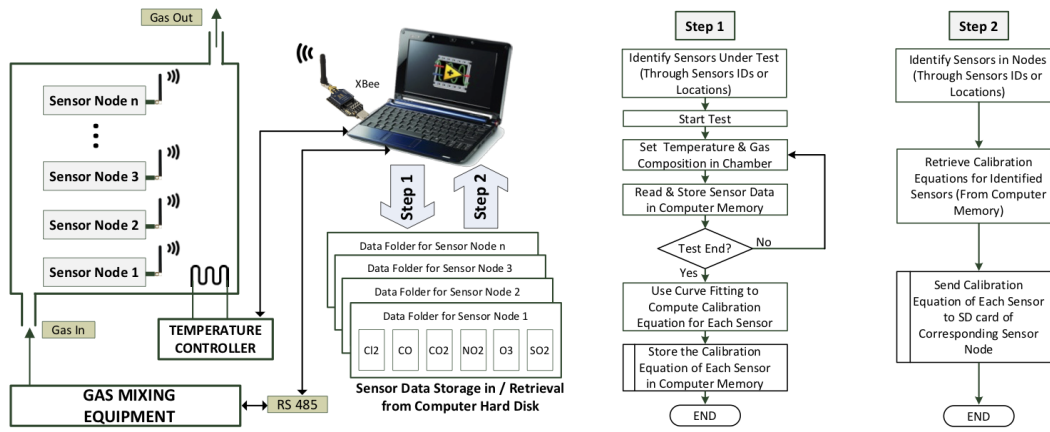 Gas Out
Sensor Node n
Sensor Node 3
Sensor Node 2
Sensor Node 1
Gas In
TEMPERATURE
CONTROLLER
GAS MIXING
EQUIPMENT
RS 485
XBee
Step 1
Step 2
Data Folder for Sensor Node n
Data Folder for Sensor Node 3
Data Folder for Sensor Node 2
Data Folder for Sensor Node 1
Cl2 CO CO2 NO2 O3 SO2
Sensor Data Storage in / Retrieval
from Computer Hard Disk
Step 1
Identify Sensors Under Test
(Through Sensors IDs or
Locations)
Start Test
Set Temperature & Gas
Composition in Chamber
Read & Store Sensor Data
in Computer Memory
Test End?
No
Yes
Use Curve Fitting to
Compute Calibration
Equation for Each Sensor
Store the Calibration
Equation of Each Sensor
in Computer Memory
END
Step 2
Identify Sensors in Nodes
(Through Sensors IDs or
Locations)
Retrieve Calibration
Equations for Identified
Sensors (From Computer
Memory)
Send Calibration
Equation of Each Sensor
to SD card of
Corresponding Sensor
Node
END